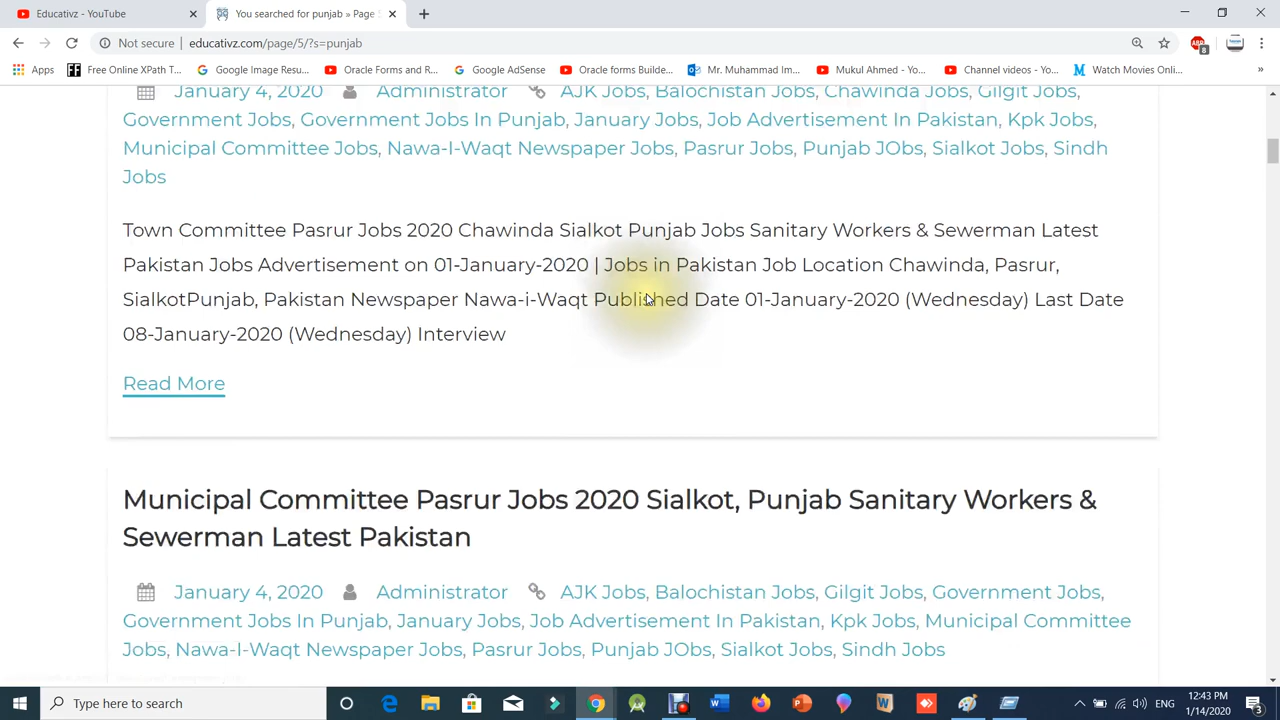 Educativz - YouTube
You searched for punjab » Page
Not secure
educativz.com/page/5/?s=punjab
ABP
8
Apps
Free Online XPath T...
Google Image Resu...
Oracle Forms and R...
Google AdSense
Oracle forms Builde...
Mr. Muhammad Im...
Mukul Ahmed - Yo...
Channel videos - Yo...
Watch Movies Onli...
»
January 4, 2020 Administrator AJK Jobs, Balochistan Jobs, Chawinda Jobs, Gilgit Jobs,
Government Jobs, Government Jobs In Punjab, January Jobs, Job Advertisement In Pakistan, Kpk Jobs,
Municipal Committee Jobs, Nawa-I-Waqt Newspaper Jobs, Pasrur Jobs, Punjab JObs, Sialkot Jobs, Sindh
Jobs
Town Committee Pasrur Jobs 2020 Chawinda Sialkot Punjab Jobs Sanitary Workers & Sewerman Latest
Pakistan Jobs Advertisement on 01-January-2020 | Jobs in Pakistan Job Location Chawinda, Pasrur,
SialkotPunjab, Pakistan Newspaper Nawa-i-Waqt Published Date 01-January-2020 (Wednesday) Last Date
08-January-2020 (Wednesday) Interview
Read More
Municipal Committee Pasrur Jobs 2020 Sialkot, Punjab Sanitary Workers &
Sewerman Latest Pakistan
January 4, 2020 Administrator AJK Jobs, Balochistan Jobs, Gilgit Jobs, Government Jobs,
Government Jobs In Punjab, January Jobs, Job Advertisement In Pakistan, Kpk Jobs, Municipal Committee
Jobs, Nawa-I-Waqt Newspaper Jobs, Pasrur Jobs, Punjab JObs, Sialkot Jobs, Sindh Jobs
Type here to search
ENG
12:43 PM
1/14/2020
3